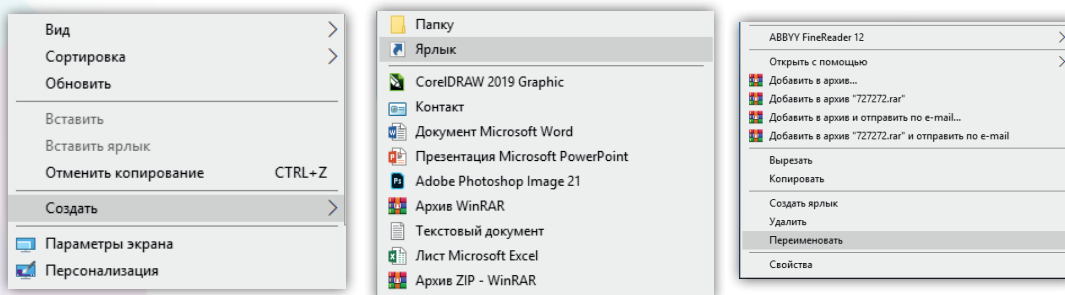 Вид
Сортировка
Обновить
Вставить
Вставить ярлык
Отменить копирование CTRL+Z
Создать
Параметры экрана
Персонализация
Папку
Ярлык
CorelDRAW 2019 Graphic
Контакт
Документ Microsoft Word
Презентация Microsoft PowerPoint
Adobe Photoshop Image 21
Архив WinRAR
Текстовый документ
Лист Microsoft Excel
Архив ZIP - WinRAR
ABBYY FineReader 12
Открыть с помощью
Добавить в архив...
Добавить в архив "727272.rar"
Добавить в архив и отправить по e-mail...
Добавить в архив "727272.rar" и отправить по e-mail
Вырезать
Копировать
Создать ярлык
Удалить
Переименовать
Свойства